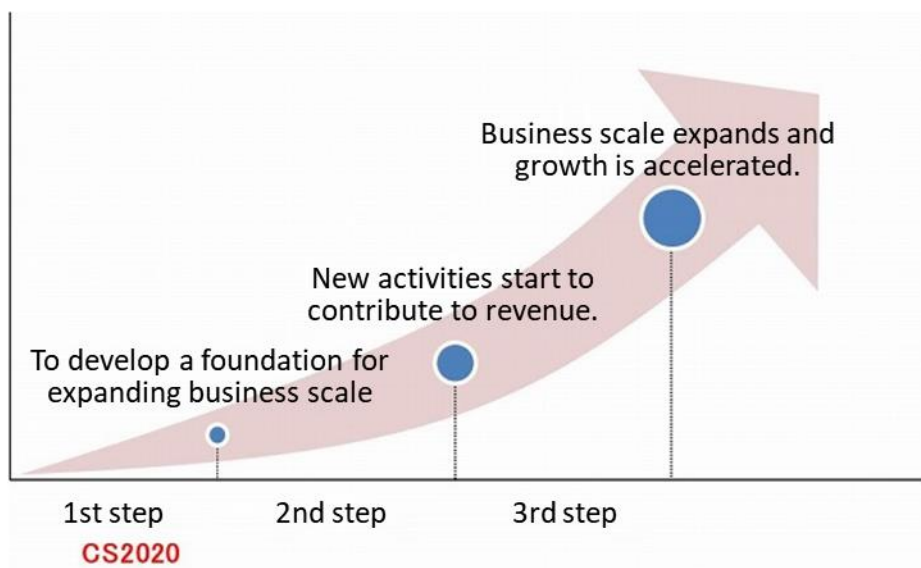 Business scale expands and
growth is accelerated.
New activities start to
contribute to revenue.
To develop a foundation for
expanding business scale
1st step
2nd step
3rd step
CS2020